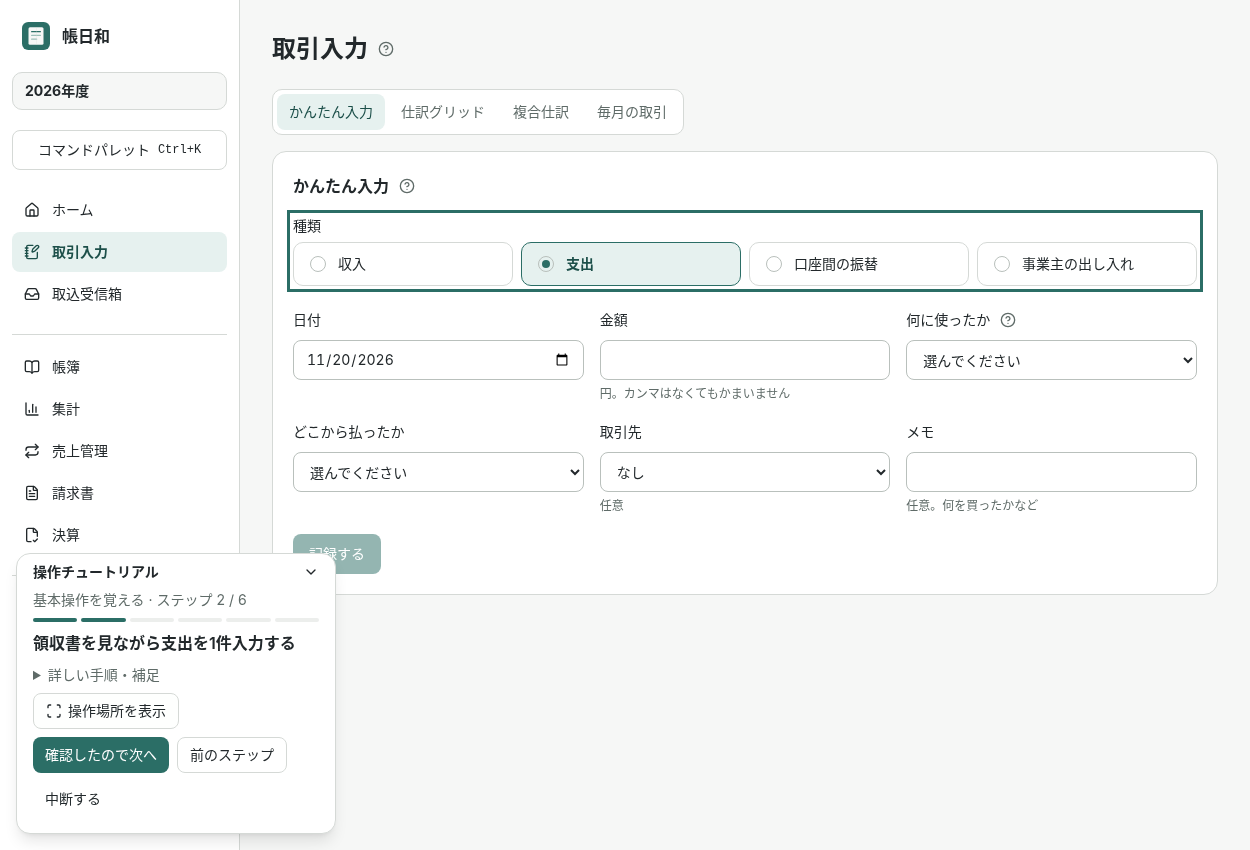 帳日和
2026年度
コマンドパレット Ctrl+K
ホーム
取引入力
取込受信箱
帳簿
集計
売上管理
請求書
決算
取引入力
かんたん入力 仕訳グリッド 複合仕訳 毎月の取引
かんたん入力
種類
収入 支出 口座間の振替 事業主の出し入れ
日付 金額 何に使ったか
11/20/2026 選んでください
円。カンマはなくてもかまいません
どこから払ったか 取引先 メモ
選んでください なし
任意 任意。何を買ったかなど
記録する
操作チュートリアル
基本操作を覚える · ステップ 2 / 6
領収書を見ながら支出を1件入力する
詳しい手順・補足
操作場所を表示
確認したので次へ 前のステップ
中断する